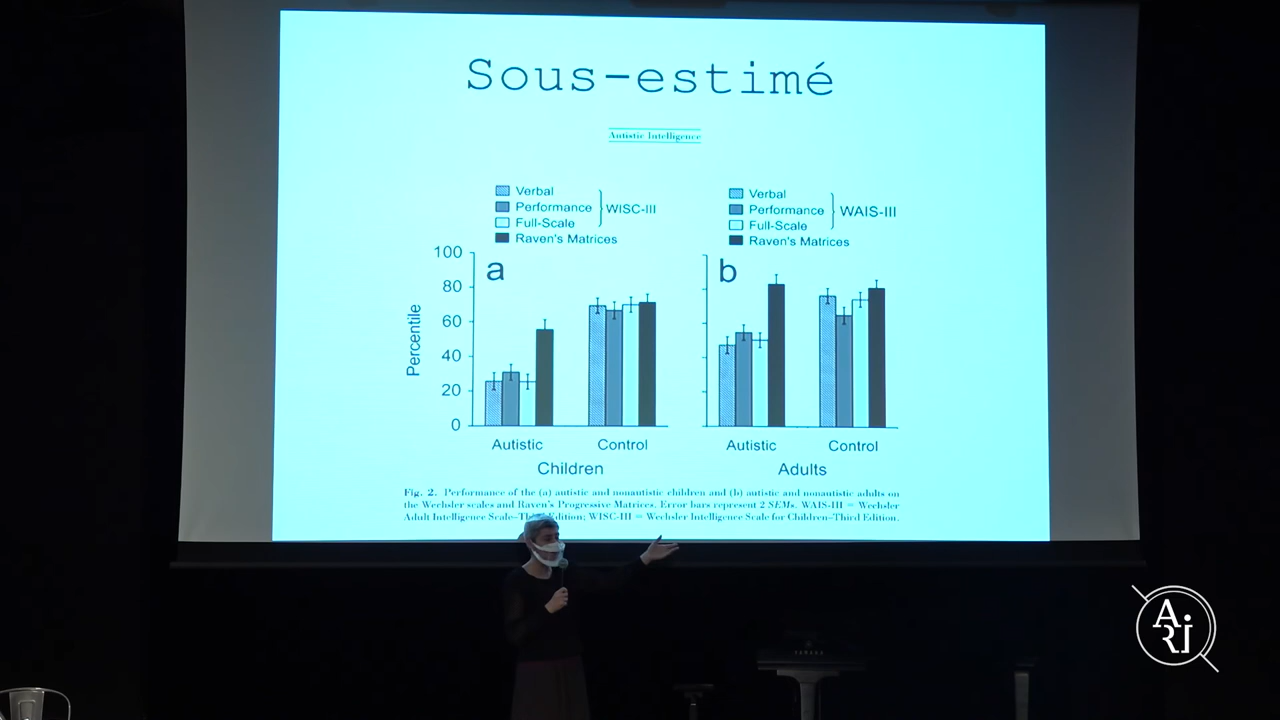 Sous-estimé
Autistic Intelligence
Verbal
Performance
Full-Scale
WISC-III
Raven's Matrices
Verbal
Performance
Full-Scale
WAIS-III
Raven's Matrices
100
80
60
40
20
0
Percentile
a
b
Autistic Control
Children
Autistic Control
Adults
Fig. 2. Performance of the (a) autistic and nonautistic children and (b) autistic and nonautistic adults on
the Wechsler scales and Raven's Progressive Matrices. Error bars represent 2 SEMs. WAIS-III = Wechsler
Adult Intelligence Scale–Third Edition; WISC-III = Wechsler Intelligence Scale for Children–Third Edition.
YAMAHA